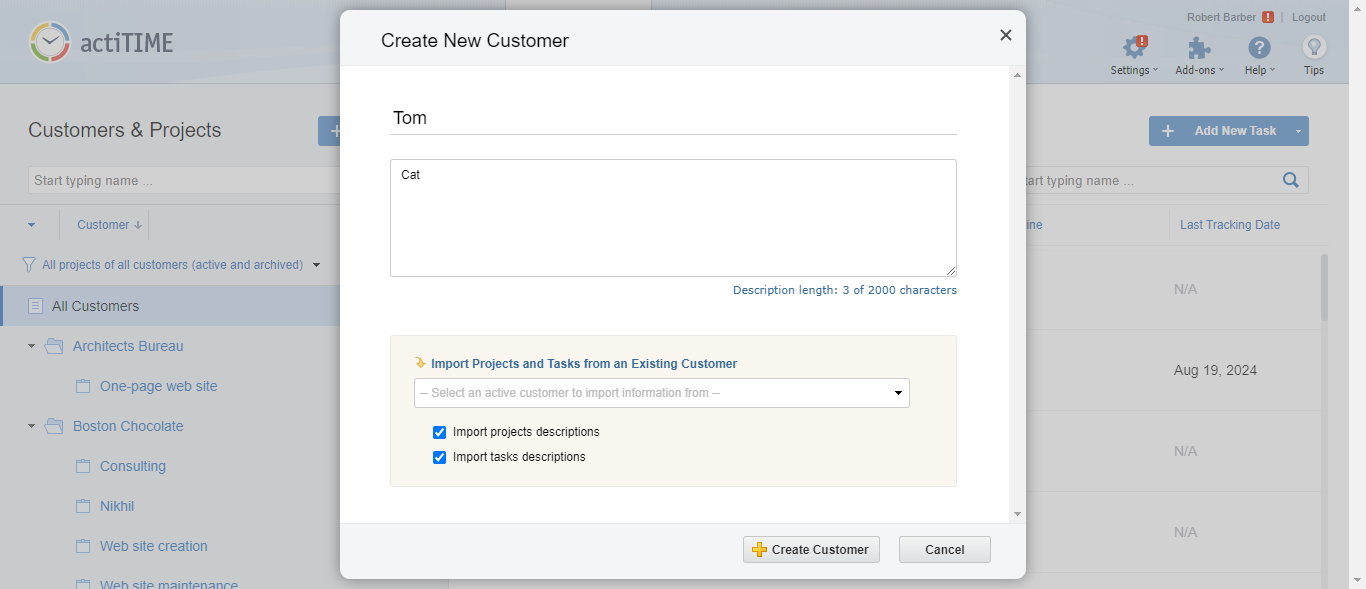 Robert Barber ! | Logout
actiTIME
Settings
Add-ons
Help
Tips
Customers & Projects
Add New Task
Start typing name ...
tart typing name ...
Customer
ine
Last Tracking Date
All projects of all customers (active and archived)
All Customers
Architects Bureau
One-page web site
Boston Chocolate
Consulting
Nikhil
Web site creation
Web site maintenance
N/A
Aug 19, 2024
N/A
N/A
Create New Customer
Tom
Cat
Description length: 3 of 2000 characters
Import Projects and Tasks from an Existing Customer
-- Select an active customer to import information from --
Import projects descriptions
Import tasks descriptions
Create Customer
Cancel